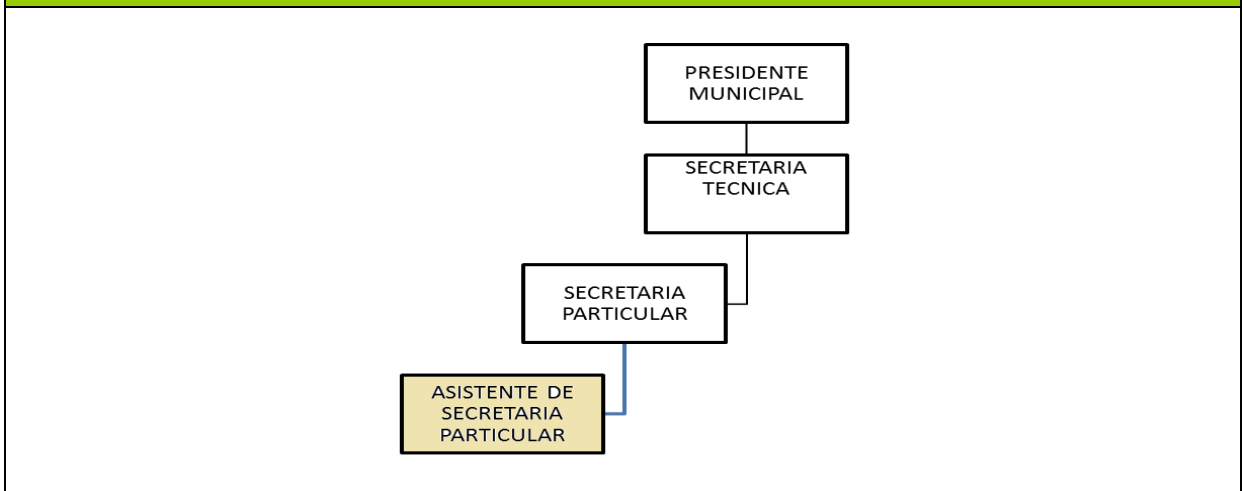 PRESIDENTE
MUNICIPAL
SECRETARIA
TECNICA
SECRETARIA
PARTICULAR
ASISTENTE DE
SECRETARIA
PARTICULAR